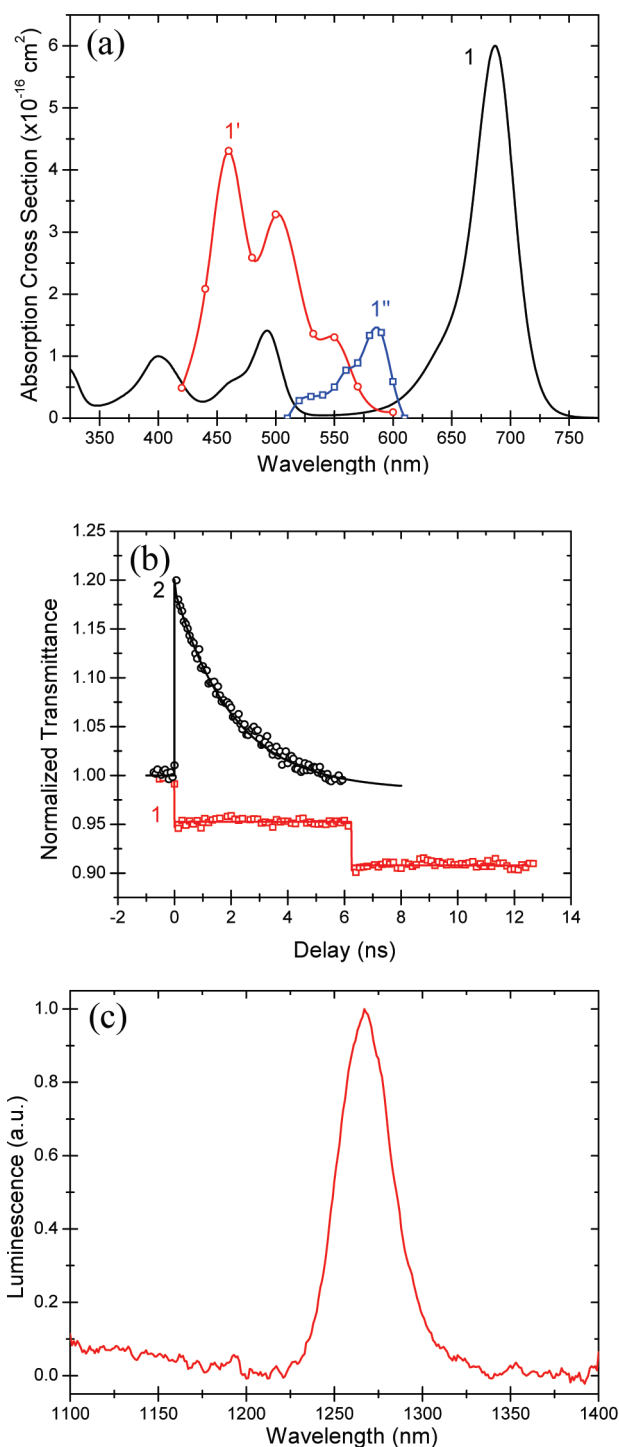 (a)
1
1'
1"
6
5
4
3
2
1
0
350 400 450 500 550 600 650 700 750
Absorption Cross Section (x10⁻¹⁶ cm²)
Wavelength (nm)
(b)
2
1
1.25
1.20
1.15
1.10
1.05
1.00
0.95
0.90
-2 0 2 4 6 8 10 12 14
Normalized Transmittance
Delay (ns)
(c)
1.0
0.8
0.6
0.4
0.2
0.0
1100 1150 1200 1250 1300 1350 1400
Luminescence (a.u.)
Wavelength (nm)